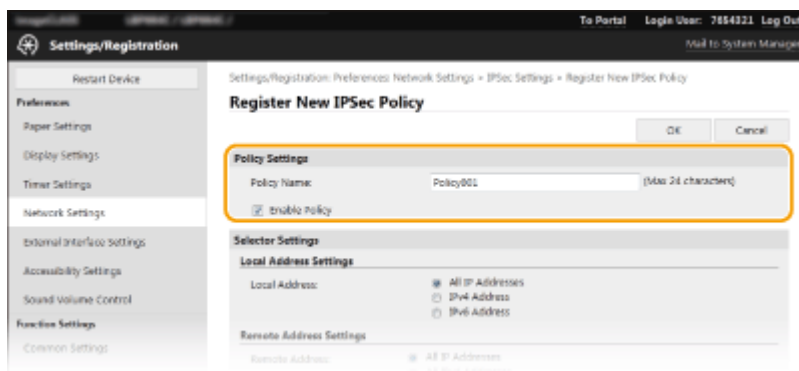 To Portal Login User: 7654321 Log Out
Settings/Registration
Mail to System Manager
Restart Device
Preferences
Paper Settings
Display Settings
Timer Settings
Network Settings
External Interface Settings
Accessibility Settings
Sound Volume Control
Function Settings
Common Settings
Settings/Registration: Preferences: Network Settings > IPSec Settings > Register New IPSec Policy
Register New IPSec Policy
OK Cancel
Policy Settings
Policy Name: Policy001 (Max 24 characters)
Enable Policy
Selector Settings
Local Address Settings
Local Address: All IP Addresses
IPv4 Address
IPv6 Address
Remote Address Settings
Remote Address: All IP Addresses